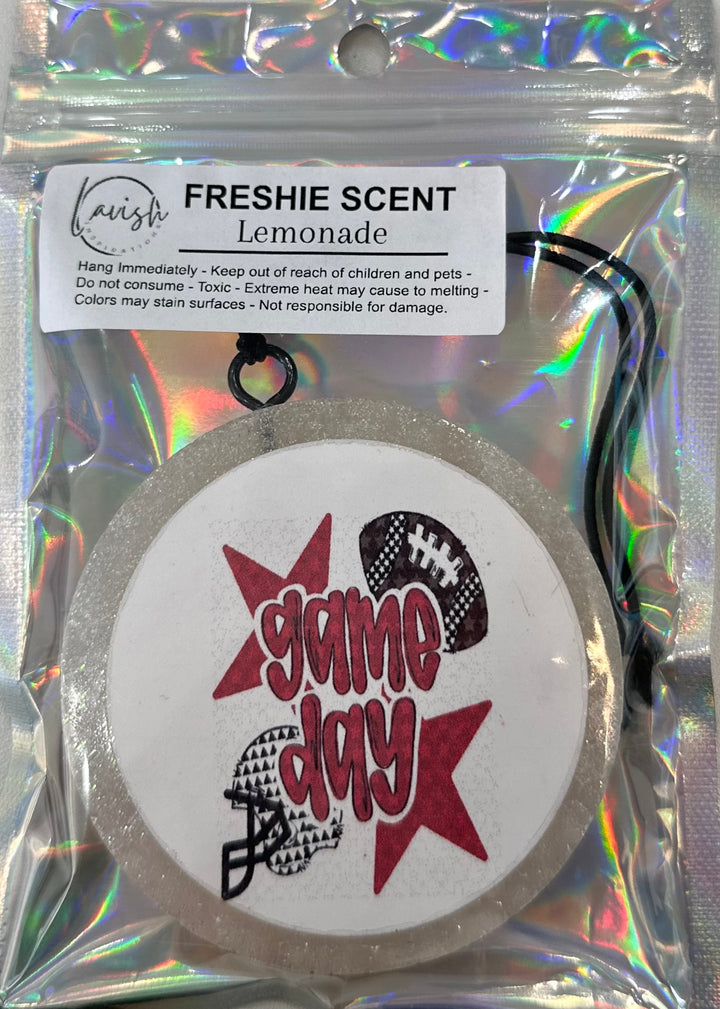 Lavish
INSPIRATIONS
FRESHIE SCENT
Lemonade
Hang Immediately - Keep out of reach of children and pets -
Do not consume - Toxic - Extreme heat may cause to melting -
Colors may stain surfaces - Not responsible for damage.
game
day